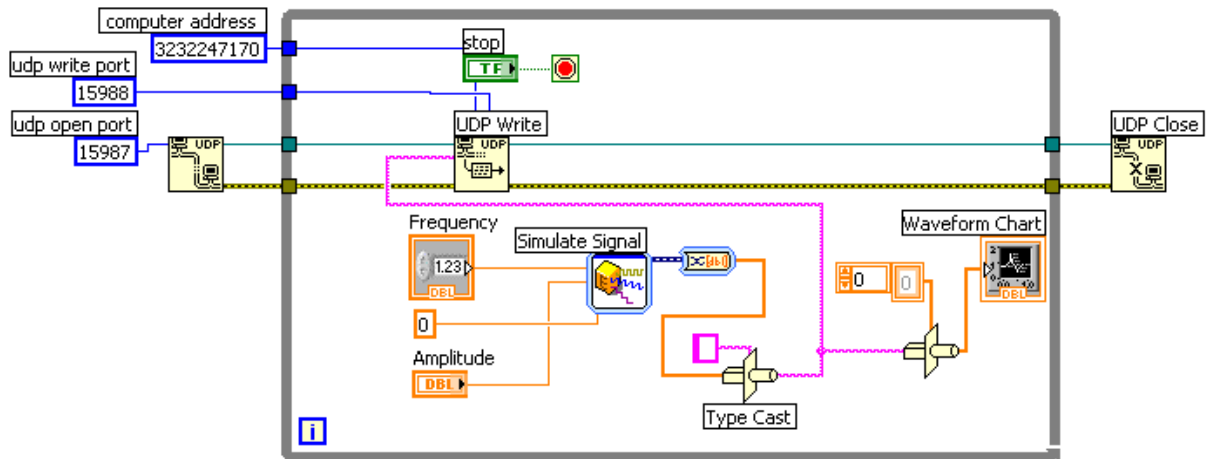 computer address
3232247170
stop
TF
udp write port
15988
UDP Write
udp open port
15987
UDP
UDP
UDP Close
UDP
Frequency
1.23
DBL
Simulate Signal
Waveform Chart
0
0
DBL
0
Amplitude
DBL
Type Cast
i